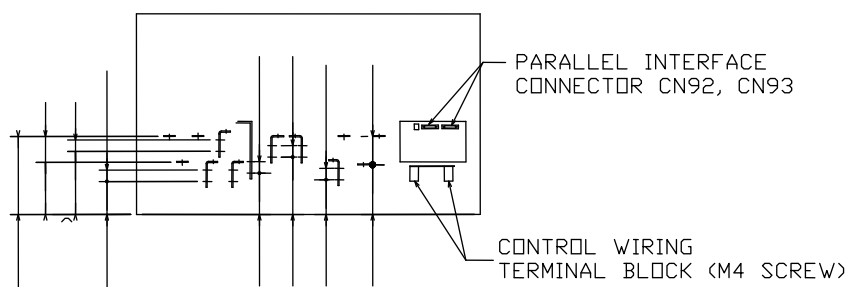 PARALLEL INTERFACE
CONNECTOR CN92, CN93
CONTROL WIRING
TERMINAL BLOCK (M4 SCREW)